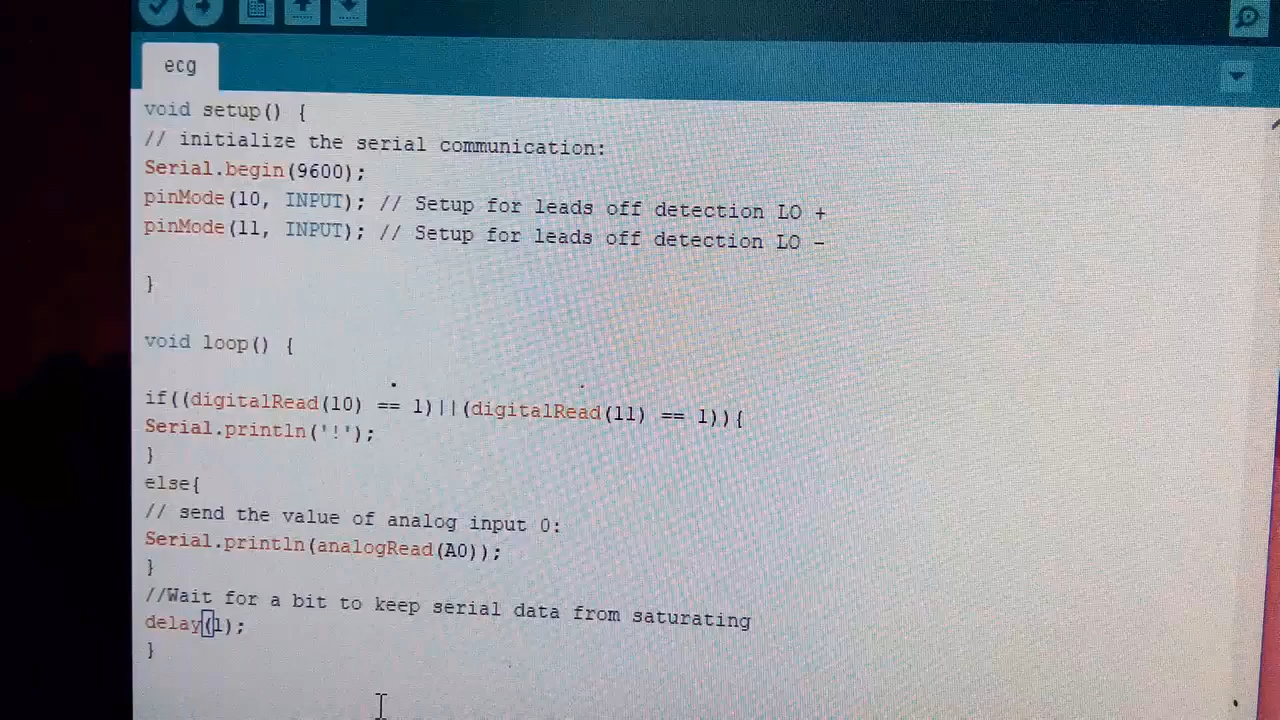 ecg
void setup() {
// initialize the serial communication:
Serial.begin(9600);
pinMode(10, INPUT); // Setup for leads off detection LO +
pinMode(11, INPUT); // Setup for leads off detection LO -
}
void loop() {
if((digitalRead(10) == 1)||(digitalRead(11) == 1)){
Serial.println('!');
}
else{
// send the value of analog input 0:
Serial.println(analogRead(A0));
}
//Wait for a bit to keep serial data from saturating
delay(1);
}